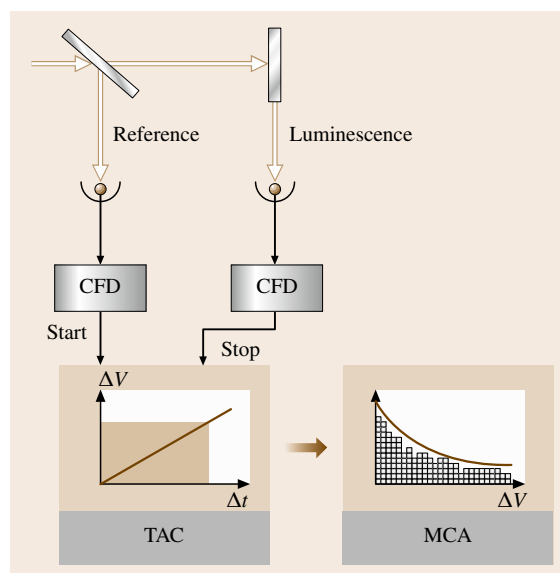 Reference
Luminescence
CFD
CFD
Start
Stop
ΔV
Δt
ΔV
TAC
MCA